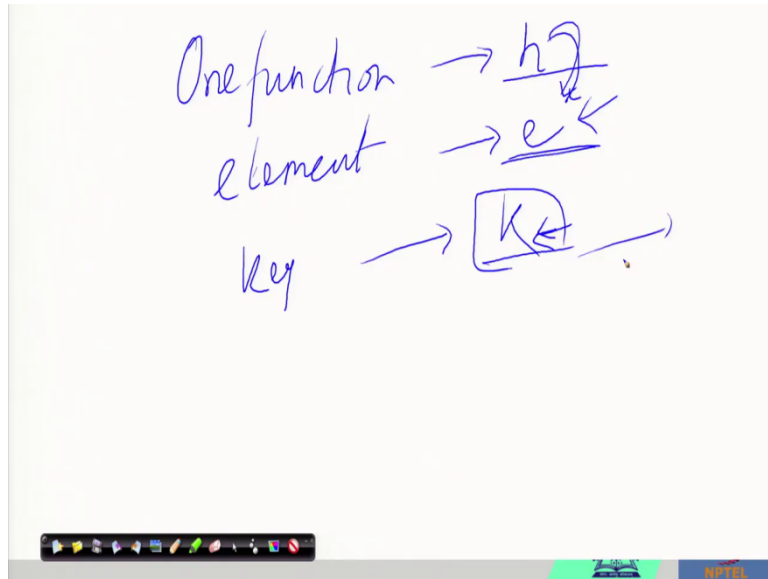 One function → h
element → e
key → K
NPTEL